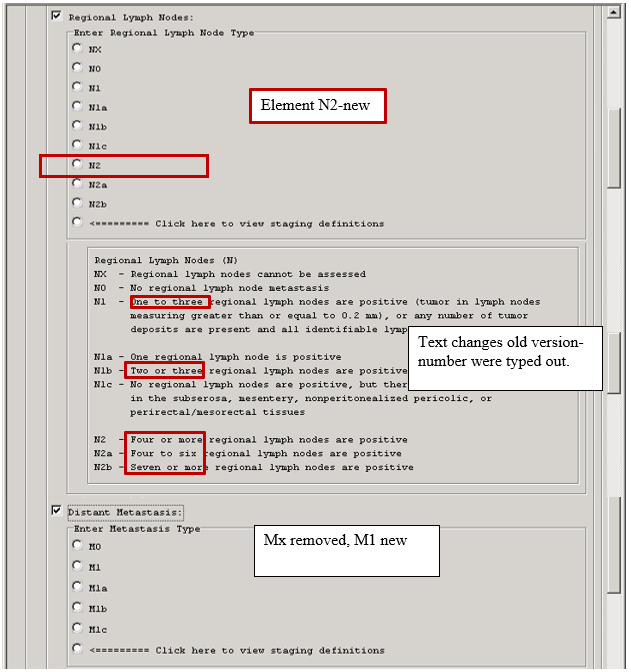 Regional Lymph Nodes:
Enter Regional Lymph Node Type
NX
N0
N1
N1a
Element N2-new
N1b
N1c
N2
N2a
N2b
<========= Click here to view staging definitions
Regional Lymph Nodes (N)
NX - Regional lymph nodes cannot be assessed
N0 - No regional lymph node metastasis
N1 - One to three regional lymph nodes are positive (tumor in lymph nodes
measuring greater than or equal to 0.2 mm), or any number of tumor
deposits are present and all identifiable
Text changes old version-
number were typed out.
N1a - One regional lymph node is positive
N1b - Two or three regional lymph nodes are positive
N1c - No regional lymph nodes are positive, but
in the subserosa, mesentery, nonperitonealized pericolic, or
perirectal/mesorectal tissues
N2 - Four or more regional lymph nodes are positive
N2a - Four to six regional lymph nodes are positive
N2b - Seven or more regional lymph nodes are positive
Distant Metastasis:
Enter Metastasis Type
Mx removed, M1 new
M0
M1
M1a
M1b
M1c
<========= Click here to view staging definitions